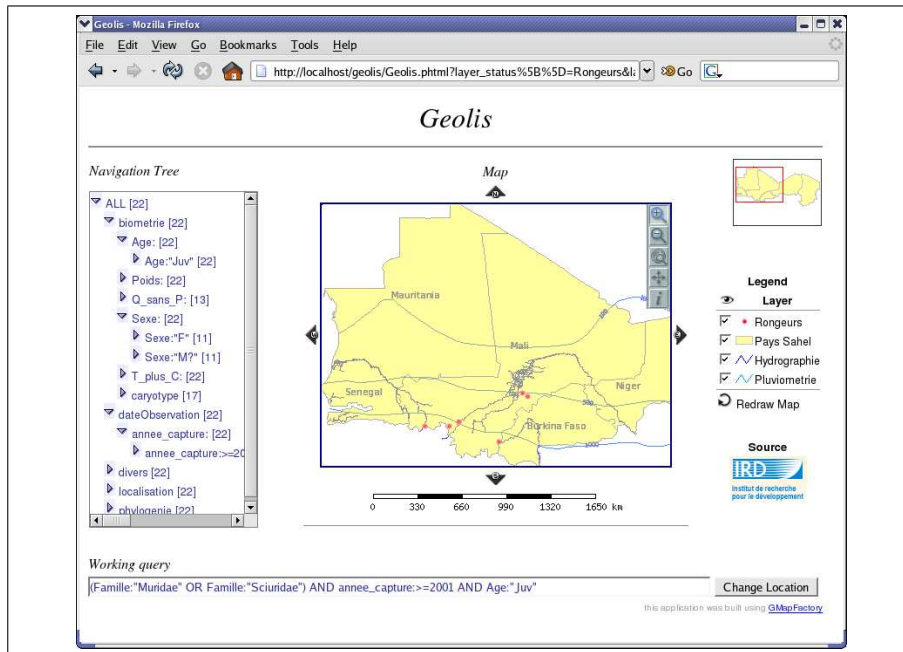 Geolis - Mozilla Firefox
File Edit View Go Bookmarks Tools Help
http://localhost/geolis/Geolis.phtml?layer_status%5B%5D=Rongeurs&la
Go
G
Geolis
Navigation Tree
ALL [22]
biometrie [22]
Age: [22]
Age:"Juv" [22]
Poids: [22]
Q_sans_P: [13]
Sexe: [22]
Sexe:"F" [11]
Sexe:"M?" [11]
T_plus_C: [22]
caryotype [17]
dateObservation [22]
annee_capture: [22]
annee_capture:>=20
divers [22]
localisation [22]
phylogenie [22]
Map
N
Mauritania
Mali
Niger
Senegal
Burkina Faso
200
500
1000
0 330 660 990 1320 1650 km
Legend
Layer
Rongeurs
Pays Sahel
Hydrographie
Pluviometrie
Redraw Map
Source
IRD
Institut de recherche
pour le développement
Working query
(Famille:"Muridae" OR Famille:"Sciuridae") AND annee_capture:>=2001 AND Age:"Juv"
Change Location
this application was built using GMapFactory